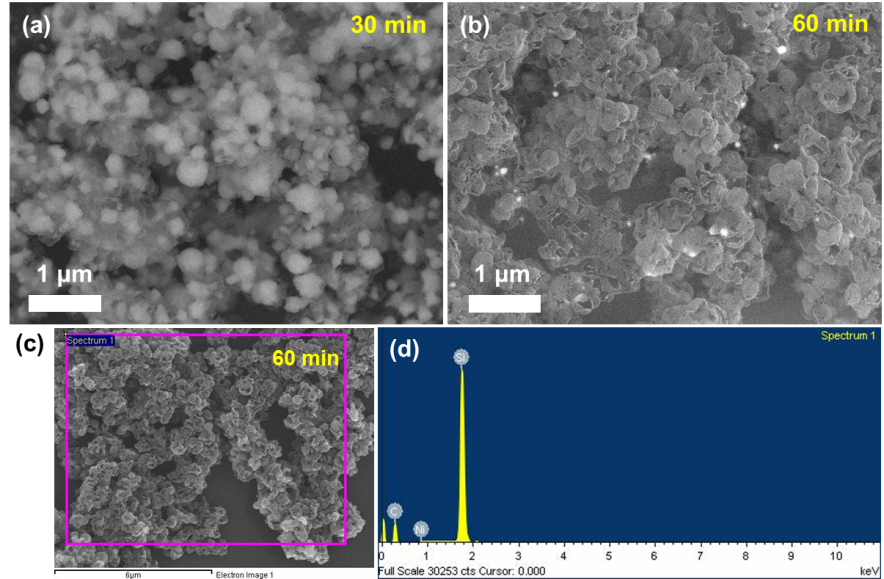 (a)
30 min
1 µm
(b)
60 min
1 µm
(c)
Spectrum 1
60 min
6µm
Electron Image 1
(d)
Spectrum 1
Si
C
Ni
0 1 2 3 4 5 6 7 8 9 10
Full Scale 30253 cts Cursor: 0.000
keV